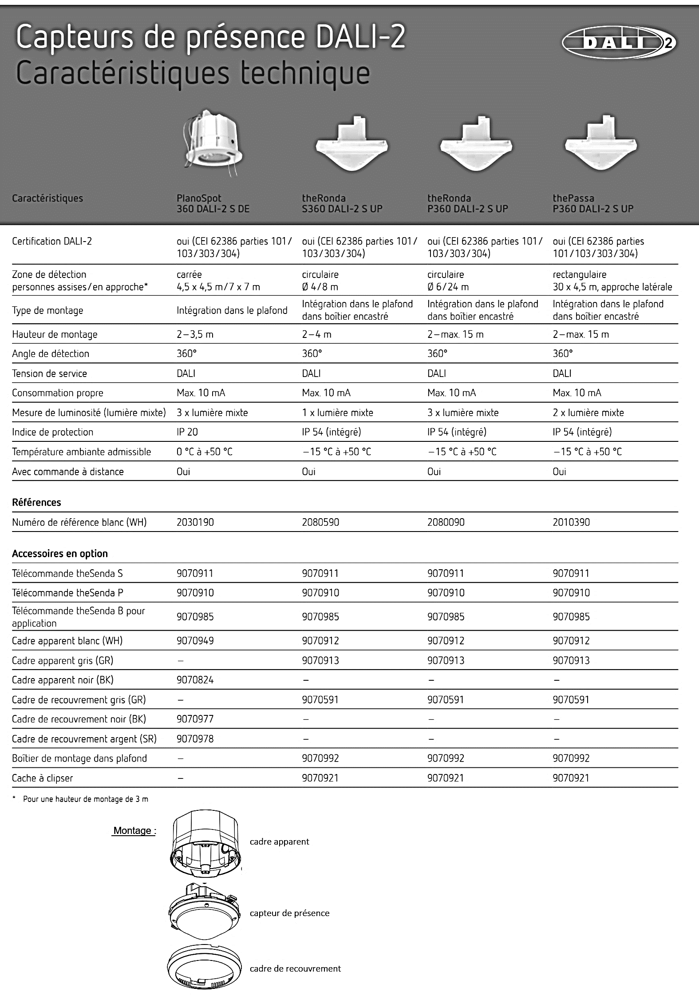 Capteurs de présence DALI-2
DALI 2
Caractéristiques technique
Caractéristiques PlanoSpot theRonda theRonda thePassa
360 DALI-2 S DE S360 DALI-2 S UP P360 DALI-2 S UP P360 DALI-2 S UP
Certification DALI-2 oui (CEI 62386 parties 101/ oui (CEI 62386 parties 101/ oui (CEI 62386 parties 101/ oui (CEI 62386 parties
103/303/304) 103/303/304) 103/303/304) 101/103/303/304)
Zone de détection carrée circulaire circulaire rectangulaire
personnes assises/en approche* 4,5 x 4,5 m/7 x 7 m Ø 4/8 m Ø 6/24 m 30 x 4,5 m, approche latérale
Intégration dans le plafond Intégration dans le plafond Intégration dans le plafond
Type de montage Intégration dans le plafond
dans boîtier encastré dans boîtier encastré dans boîtier encastré
Hauteur de montage 2–3,5 m 2–4 m 2–max. 15 m 2–max. 15 m
Angle de détection 360° 360° 360° 360°
Tension de service DALI DALI DALI DALI
Consommation propre Max. 10 mA Max. 10 mA Max. 10 mA Max. 10 mA
Mesure de luminosité (lumière mixte) 3 x lumière mixte 1 x lumière mixte 3 x lumière mixte 2 x lumière mixte
Indice de protection IP 20 IP 54 (intégré) IP 54 (intégré) IP 54 (intégré)
Température ambiante admissible 0 °C à +50 °C –15 °C à +50 °C –15 °C à +50 °C –15 °C à +50 °C
Avec commande à distance Oui Oui Oui Oui
Références
Numéro de référence blanc (WH) 2030190 2080590 2080090 2010390
Accessoires en option
Télécommande theSenda S 9070911 9070911 9070911 9070911
Télécommande theSenda P 9070910 9070910 9070910 9070910
Télécommande theSenda B pour
9070985 9070985 9070985 9070985
application
Cadre apparent blanc (WH) 9070949 9070912 9070912 9070912
Cadre apparent gris (GR) – 9070913 9070913 9070913
Cadre apparent noir (BK) 9070824 – – –
Cadre de recouvrement gris (GR) – 9070591 9070591 9070591
Cadre de recouvrement noir (BK) 9070977 – – –
Cadre de recouvrement argent (SR) 9070978 – – –
Boîtier de montage dans plafond – 9070992 9070992 9070992
Cache à clipser – 9070921 9070921 9070921
* Pour une hauteur de montage de 3 m
Montage :
cadre apparent
capteur de présence
cadre de recouvrement